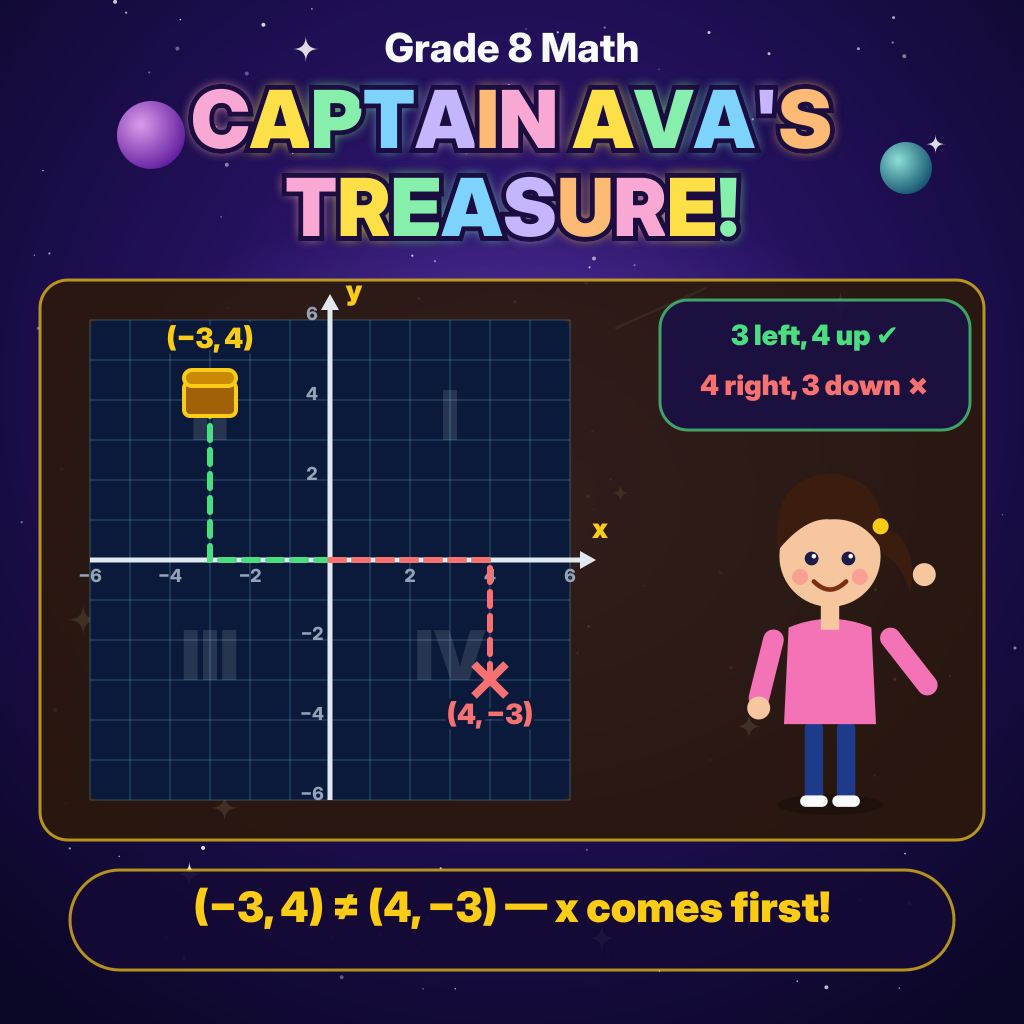 Grade 8 Math
CAPTAIN AVA'S
TREASURE!
y
6
(−3, 4)
3 left, 4 up ✔
4 right, 3 down ✖
4
II
I
2
x
−6
−4
−2
2
4
6
−2
III
IV
−4
(4, −3)
−6
(−3, 4) ≠ (4, −3) — x comes first!